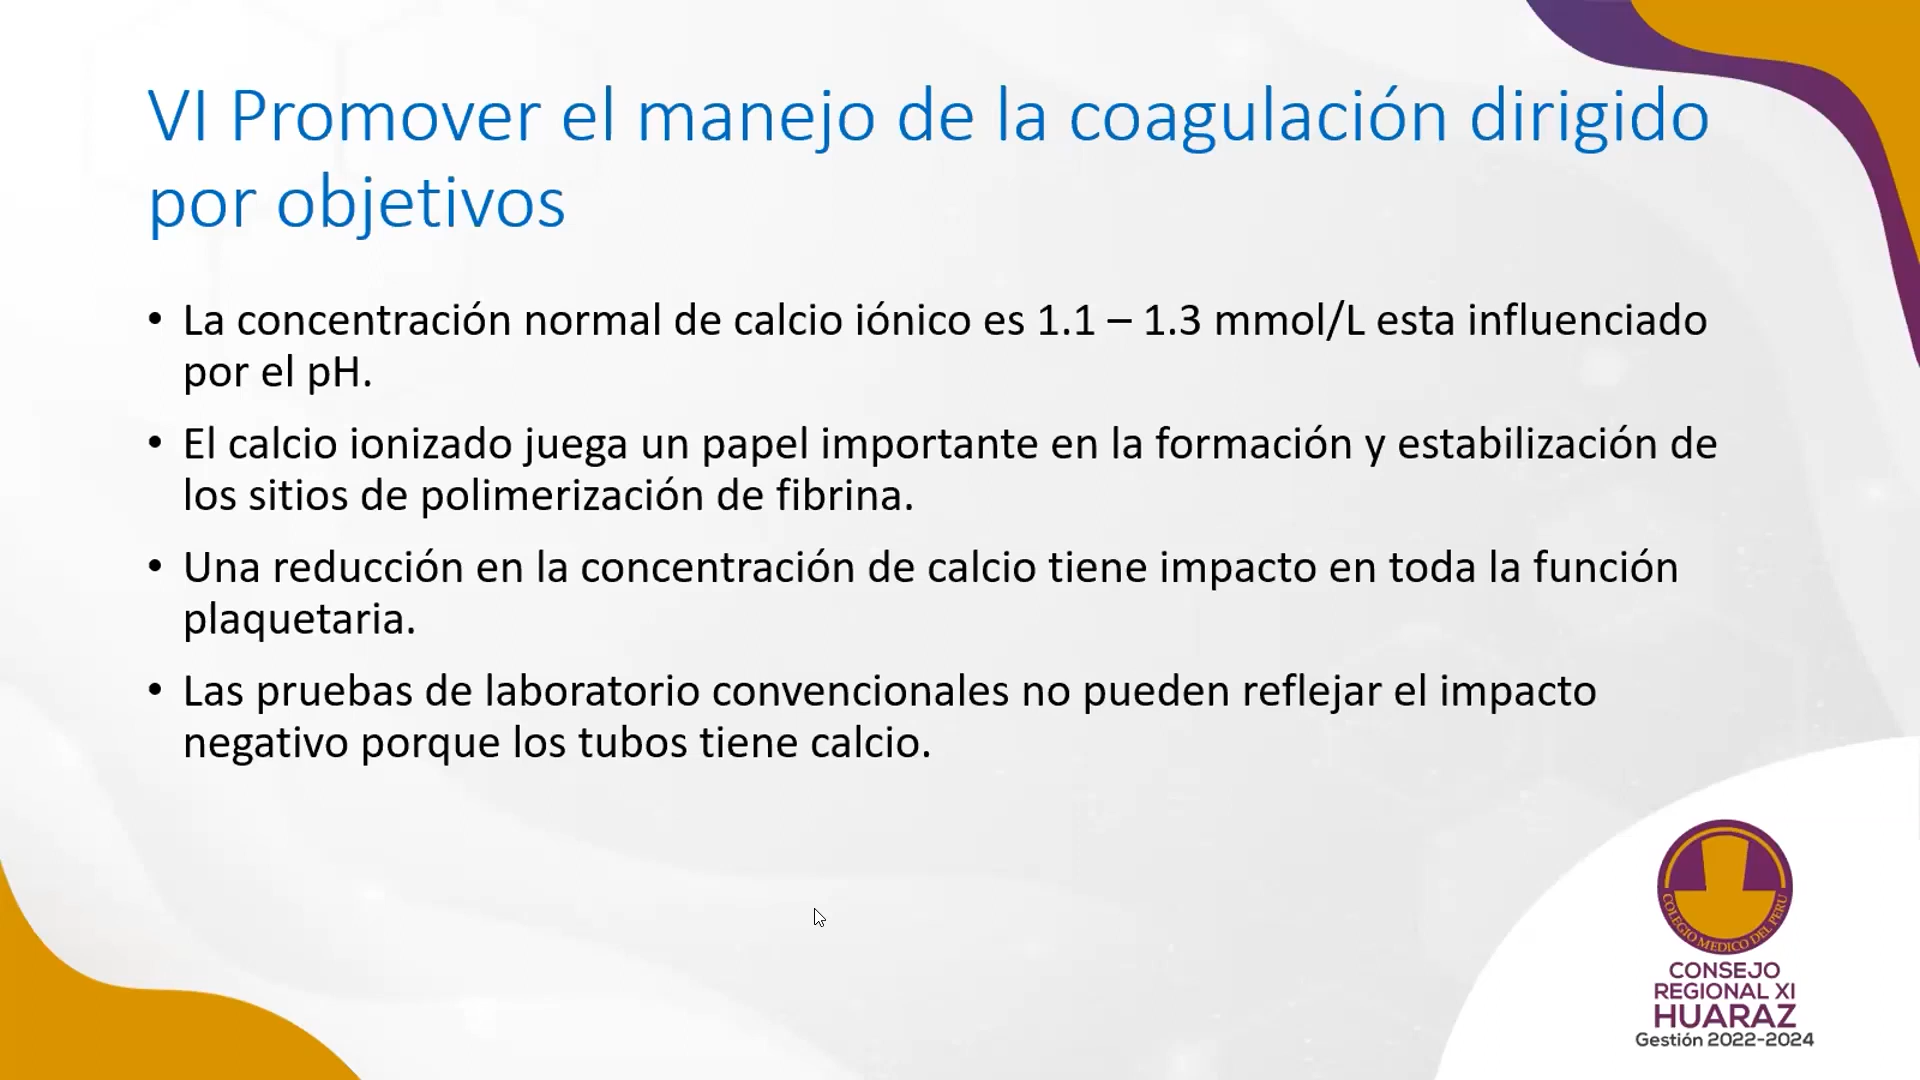 VI Promover el manejo de la coagulación dirigido
por objetivos
• La concentración normal de calcio iónico es 1.1 – 1.3 mmol/L esta influenciado
por el pH.
• El calcio ionizado juega un papel importante en la formación y estabilización de
los sitios de polimerización de fibrina.
• Una reducción en la concentración de calcio tiene impacto en toda la función
plaquetaria.
• Las pruebas de laboratorio convencionales no pueden reflejar el impacto
negativo porque los tubos tiene calcio.
COLEGIO MEDICO DEL PERU
CONSEJO
REGIONAL XI
HUARAZ
Gestión 2022-2024